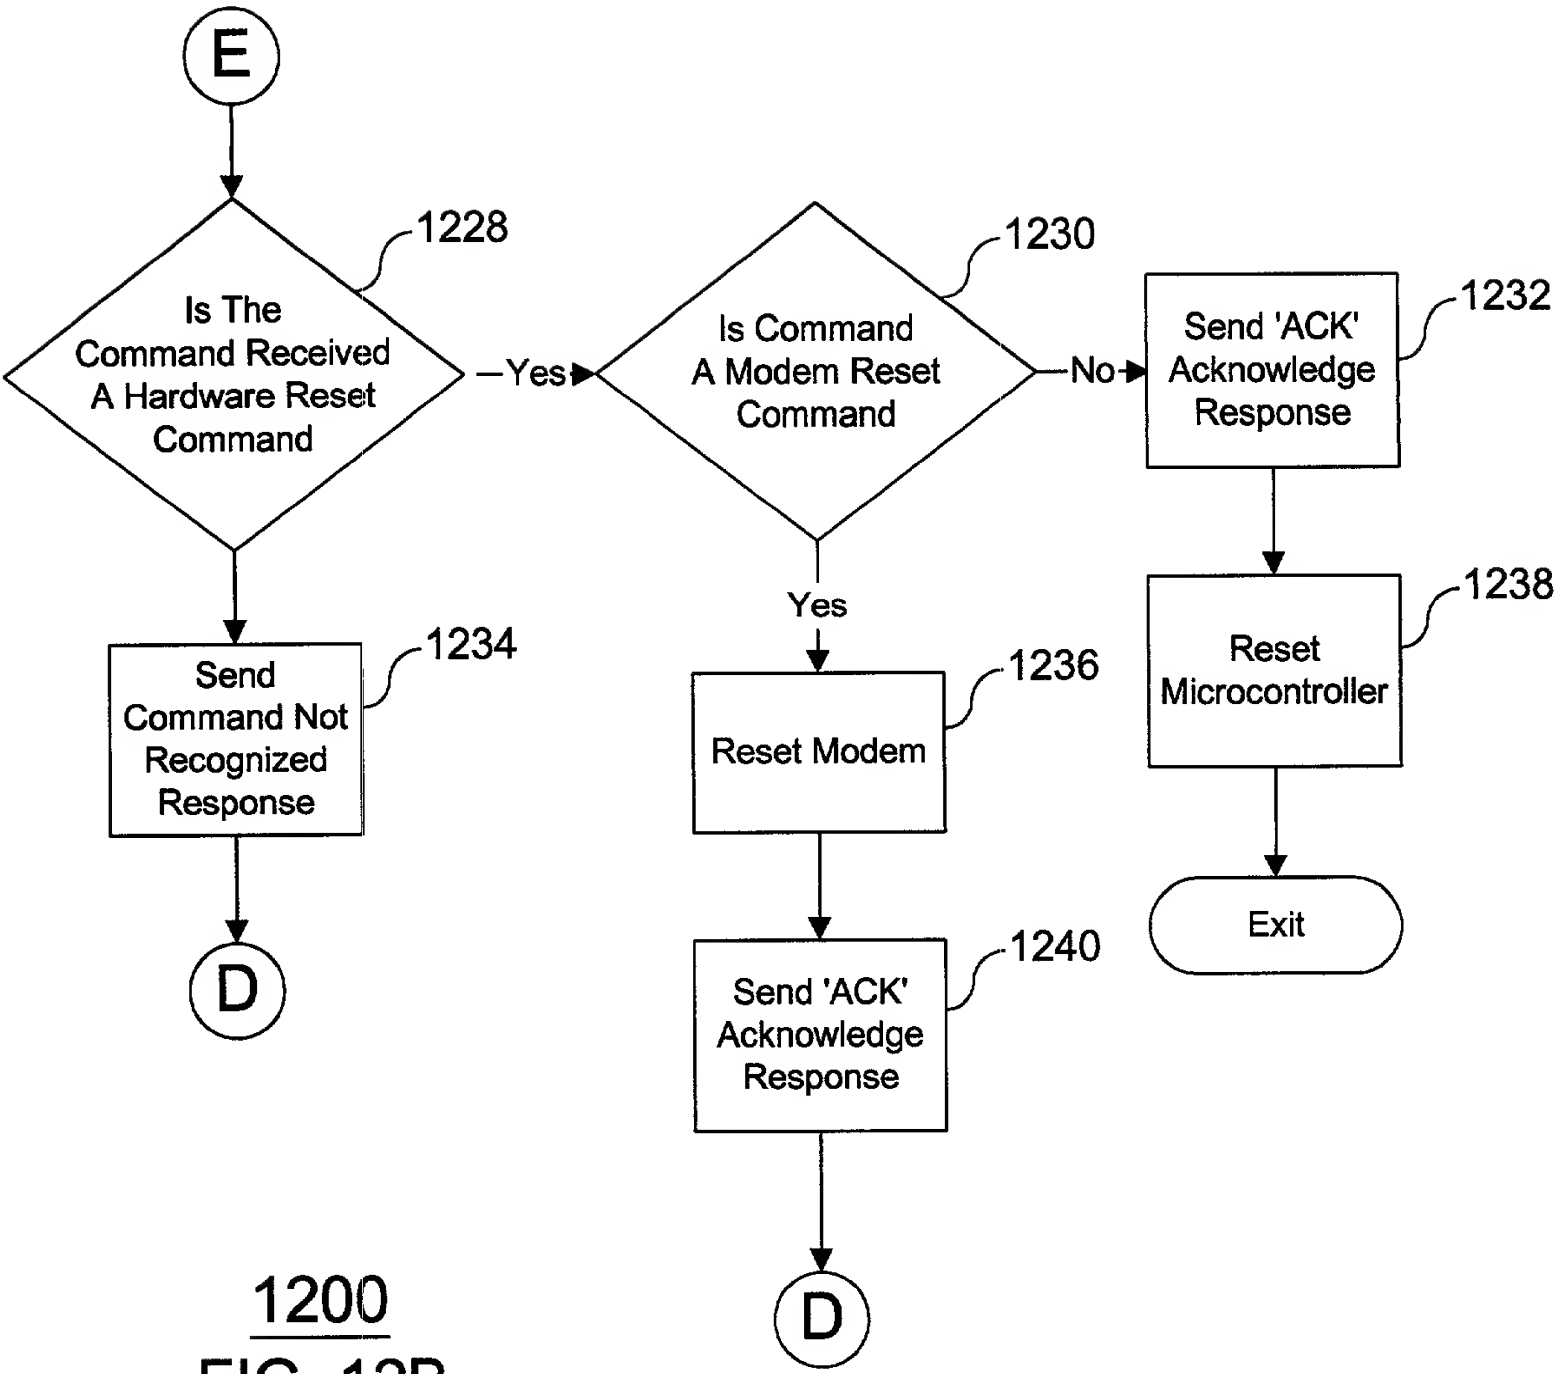 E
1228
Is The
Command Received
A Hardware Reset
Command
Yes
1230
Is Command
A Modem Reset
Command
No
1232
Send 'ACK'
Acknowledge
Response
1234
Send
Command Not
Recognized
Response
D
Yes
1236
Reset Modem
1240
Send 'ACK'
Acknowledge
Response
D
1238
Reset
Microcontroller
Exit
1200